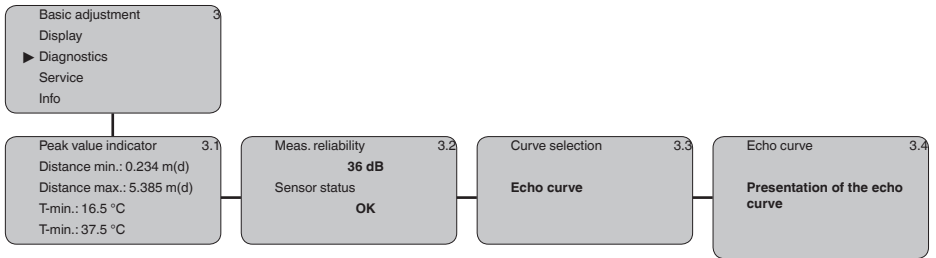 Basic adjustment 3
Display
▶ Diagnostics
Service
Info
Peak value indicator 3.1
Distance min.: 0.234 m(d)
Distance max.: 5.385 m(d)
T-min.: 16.5 °C
T-min.: 37.5 °C
Meas. reliability 3.2
36 dB
Sensor status
OK
Curve selection 3.3
Echo curve
Echo curve 3.4
Presentation of the echo
curve